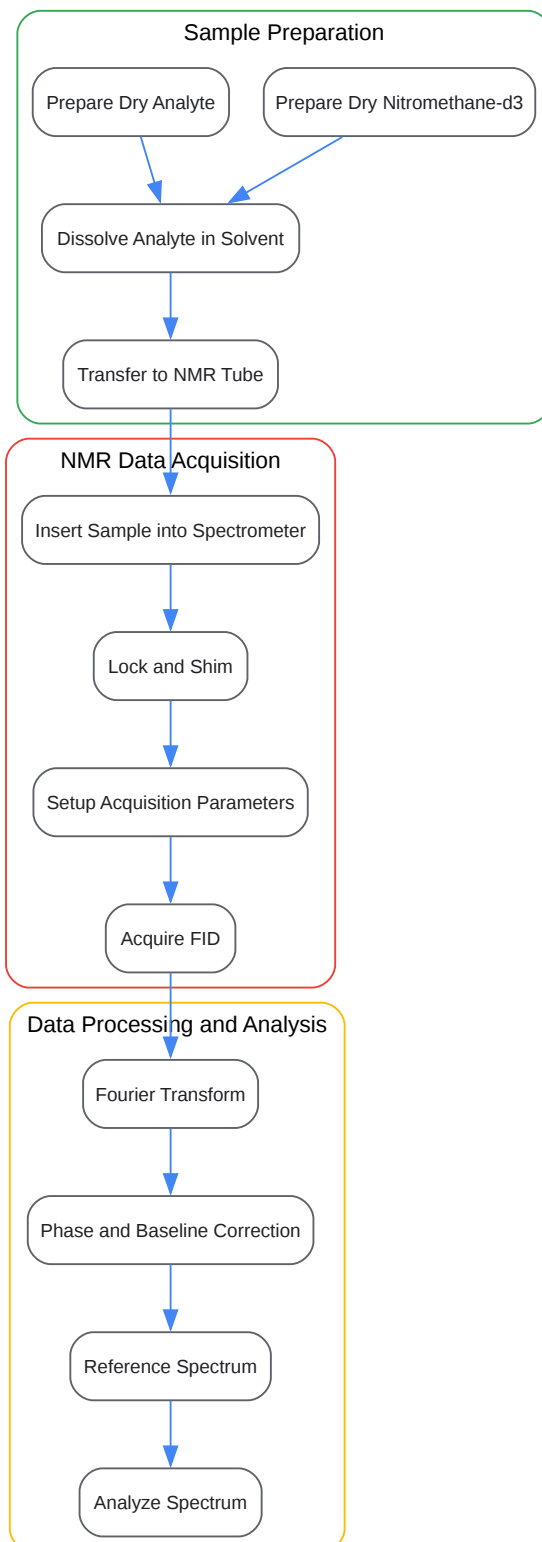 Sample Preparation
Prepare Dry Analyte
Prepare Dry Nitromethane-d3
Dissolve Analyte in Solvent
Transfer to NMR Tube
NMR Data Acquisition
Insert Sample into Spectrometer
Lock and Shim
Setup Acquisition Parameters
Acquire FID
Data Processing and Analysis
Fourier Transform
Phase and Baseline Correction
Reference Spectrum
Analyze Spectrum